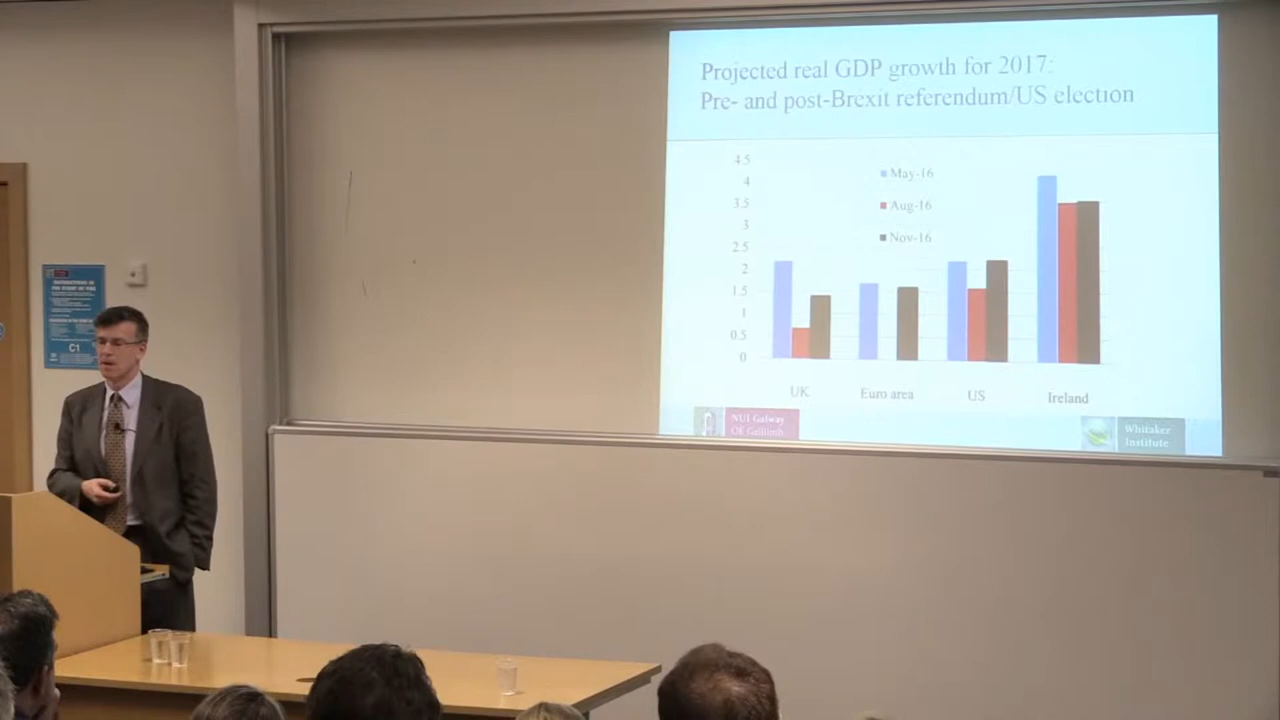 Projected real GDP growth for 2017:
Pre- and post-Brexit referendum/US election
4.5
4
3.5
3
2.5
2
1.5
1
0.5
0
May-16
Aug-16
Nov-16
UK
Euro area
US
Ireland
NUI Galway
OÉ Gaillimh
Whitaker
Institute
C1